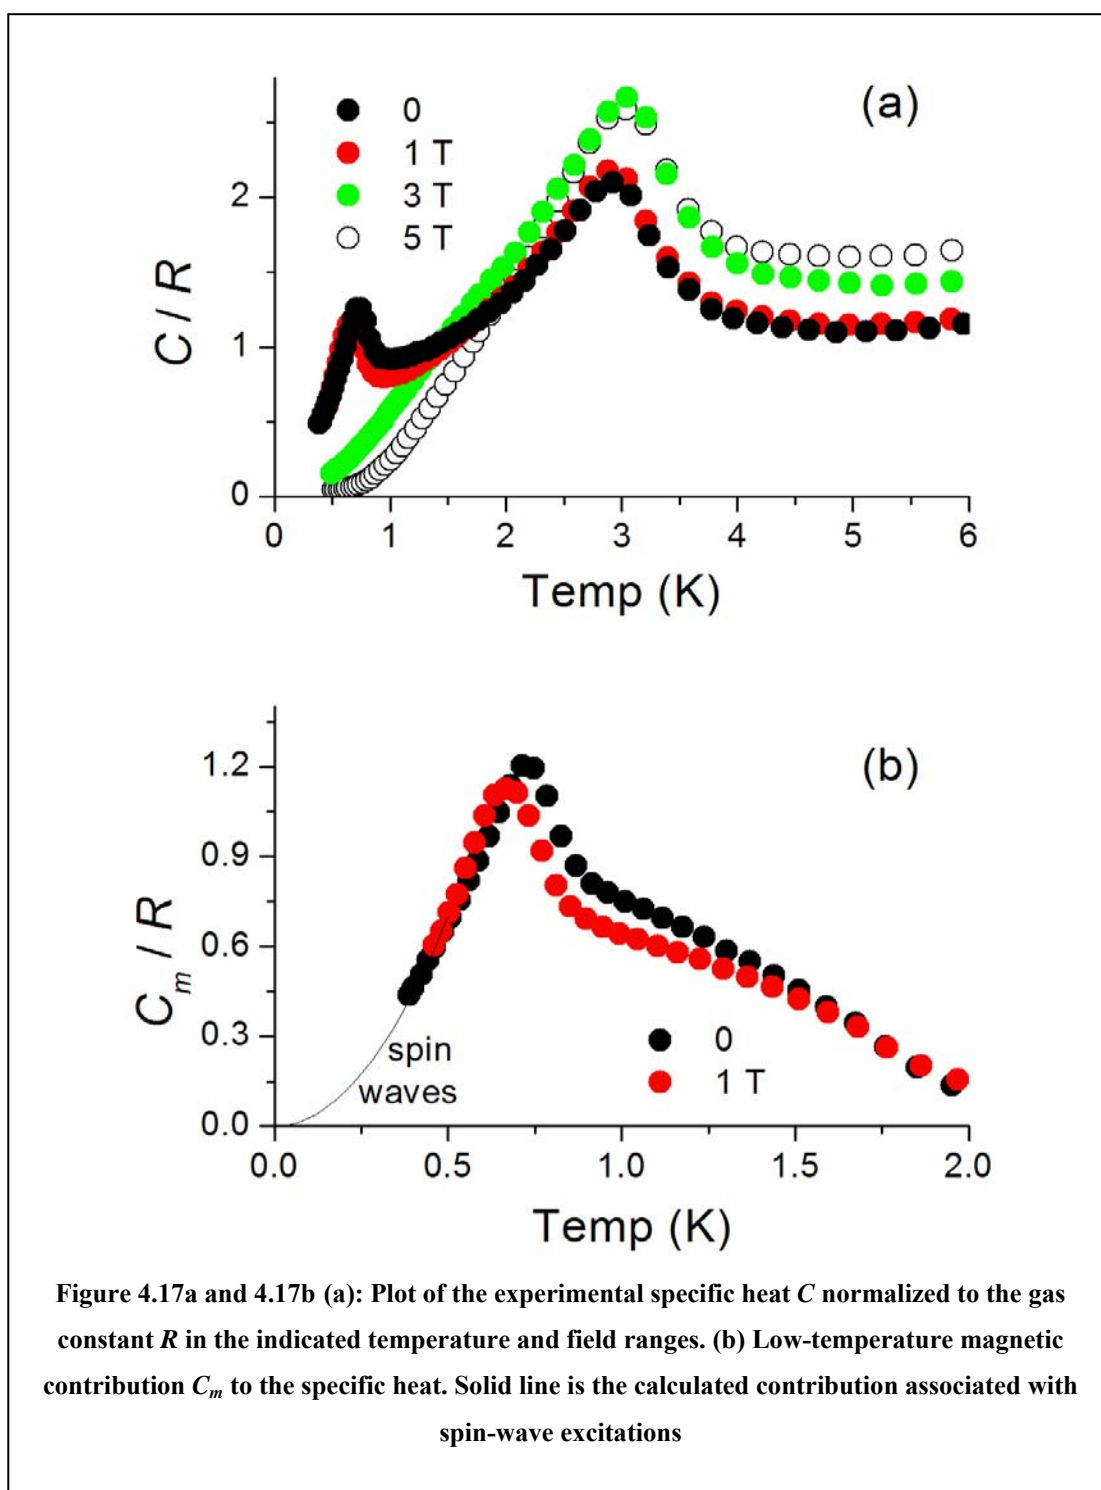 (a)
0
1 T
3 T
5 T
2
1
0
C / R
0 1 2 3 4 5 6
Temp (K)
(b)
1.2
0.9
0.6
0.3
0.0
Cm / R
spin
waves
0
1 T
0.0 0.5 1.0 1.5 2.0
Temp (K)
Figure 4.17a and 4.17b (a): Plot of the experimental specific heat C normalized to the gas
constant R in the indicated temperature and field ranges. (b) Low-temperature magnetic
contribution Cm to the specific heat. Solid line is the calculated contribution associated with
spin-wave excitations